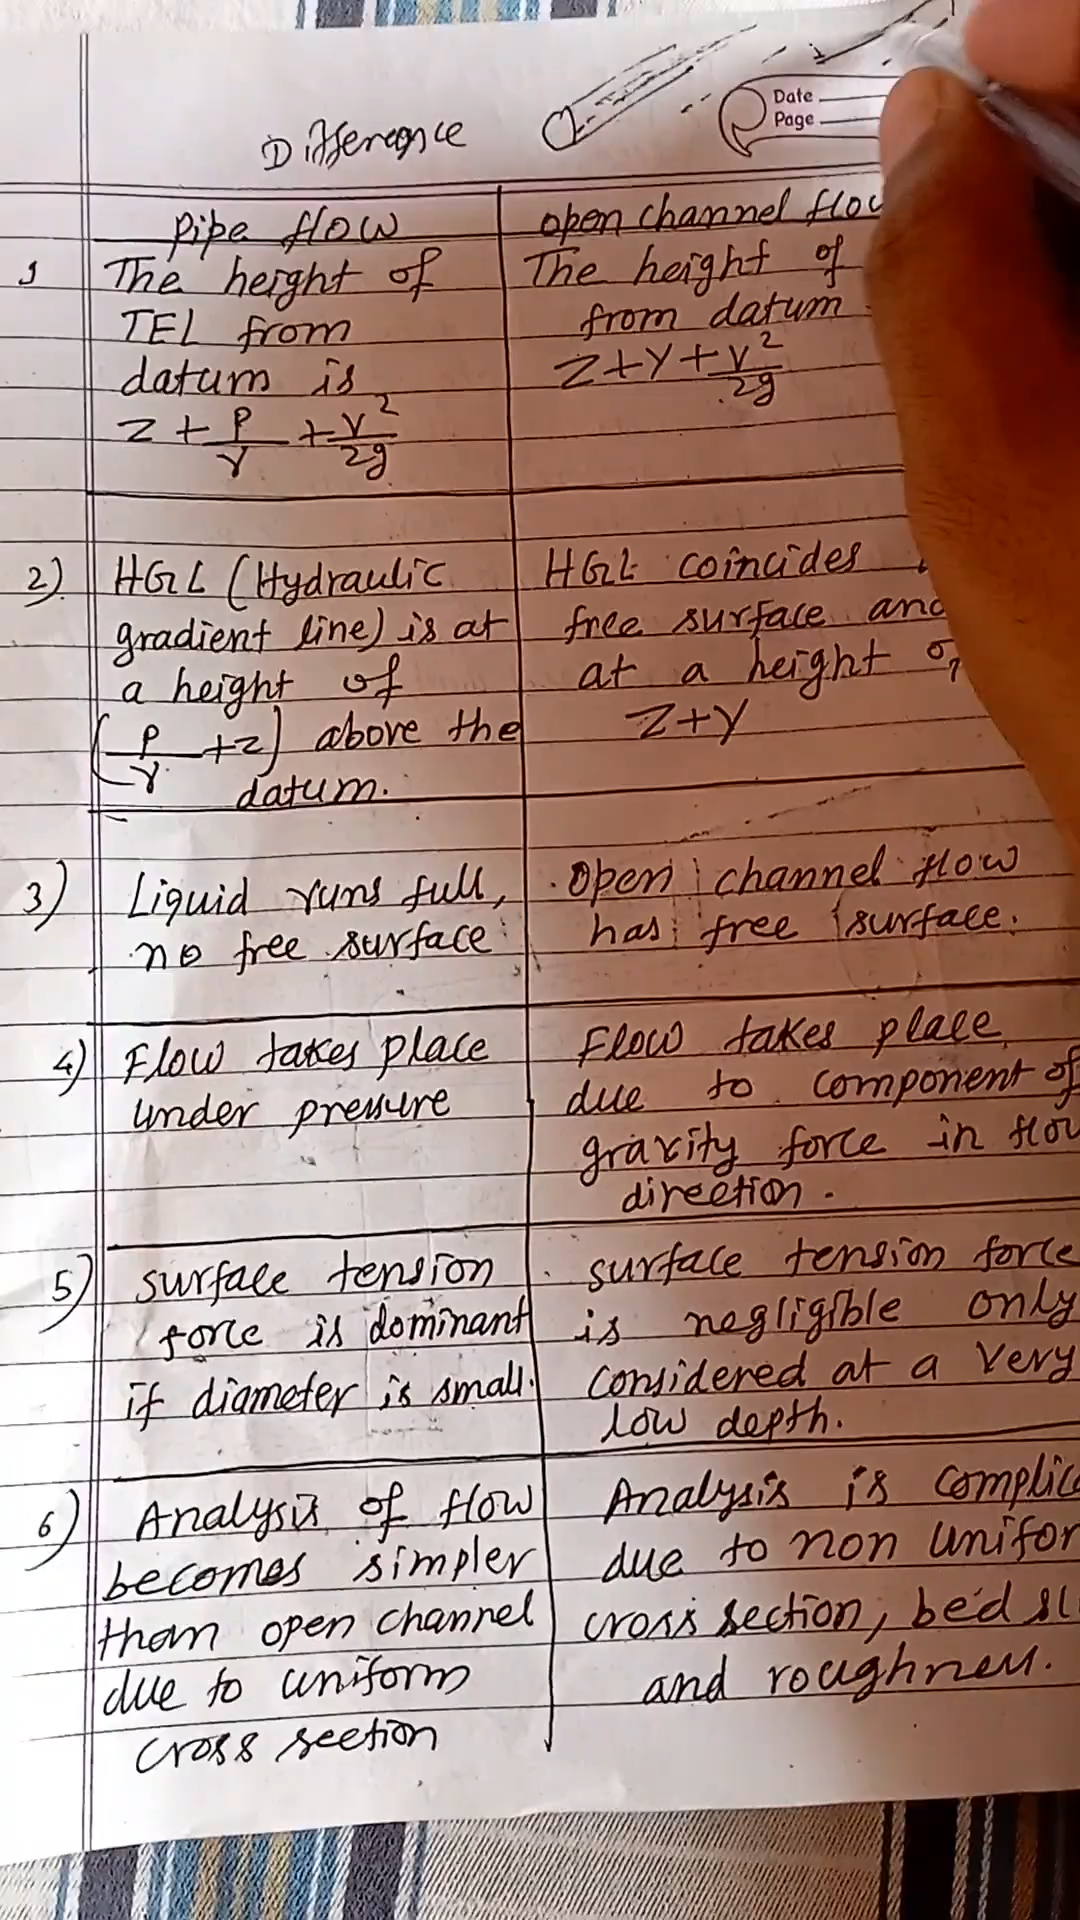 Date
Page
Difference
Pipe flow
open channel flow
1 The height of
TEL from
datum is
Z + P/γ + V²/2g
The height of
from datum
Z+Y+V²/2g
2) HGL (Hydraulic
gradient line) is at
a height of
(P/γ +z) above the
datum.
HGL coincides
free surface and
at a height of
Z+Y
3) Liquid runs full,
no free surface
Open channel flow
has free surface.
4) Flow takes place
under pressure
Flow takes place
due to component of
gravity force in flow
direction.
5) surface tension
force is dominant
if diameter is small.
surface tension force
is negligible only
considered at a very
low depth.
6) Analysis of flow
becomes simpler
than open channel
due to uniform
cross section
Analysis is
due to non
cross section, bed
and roughness.